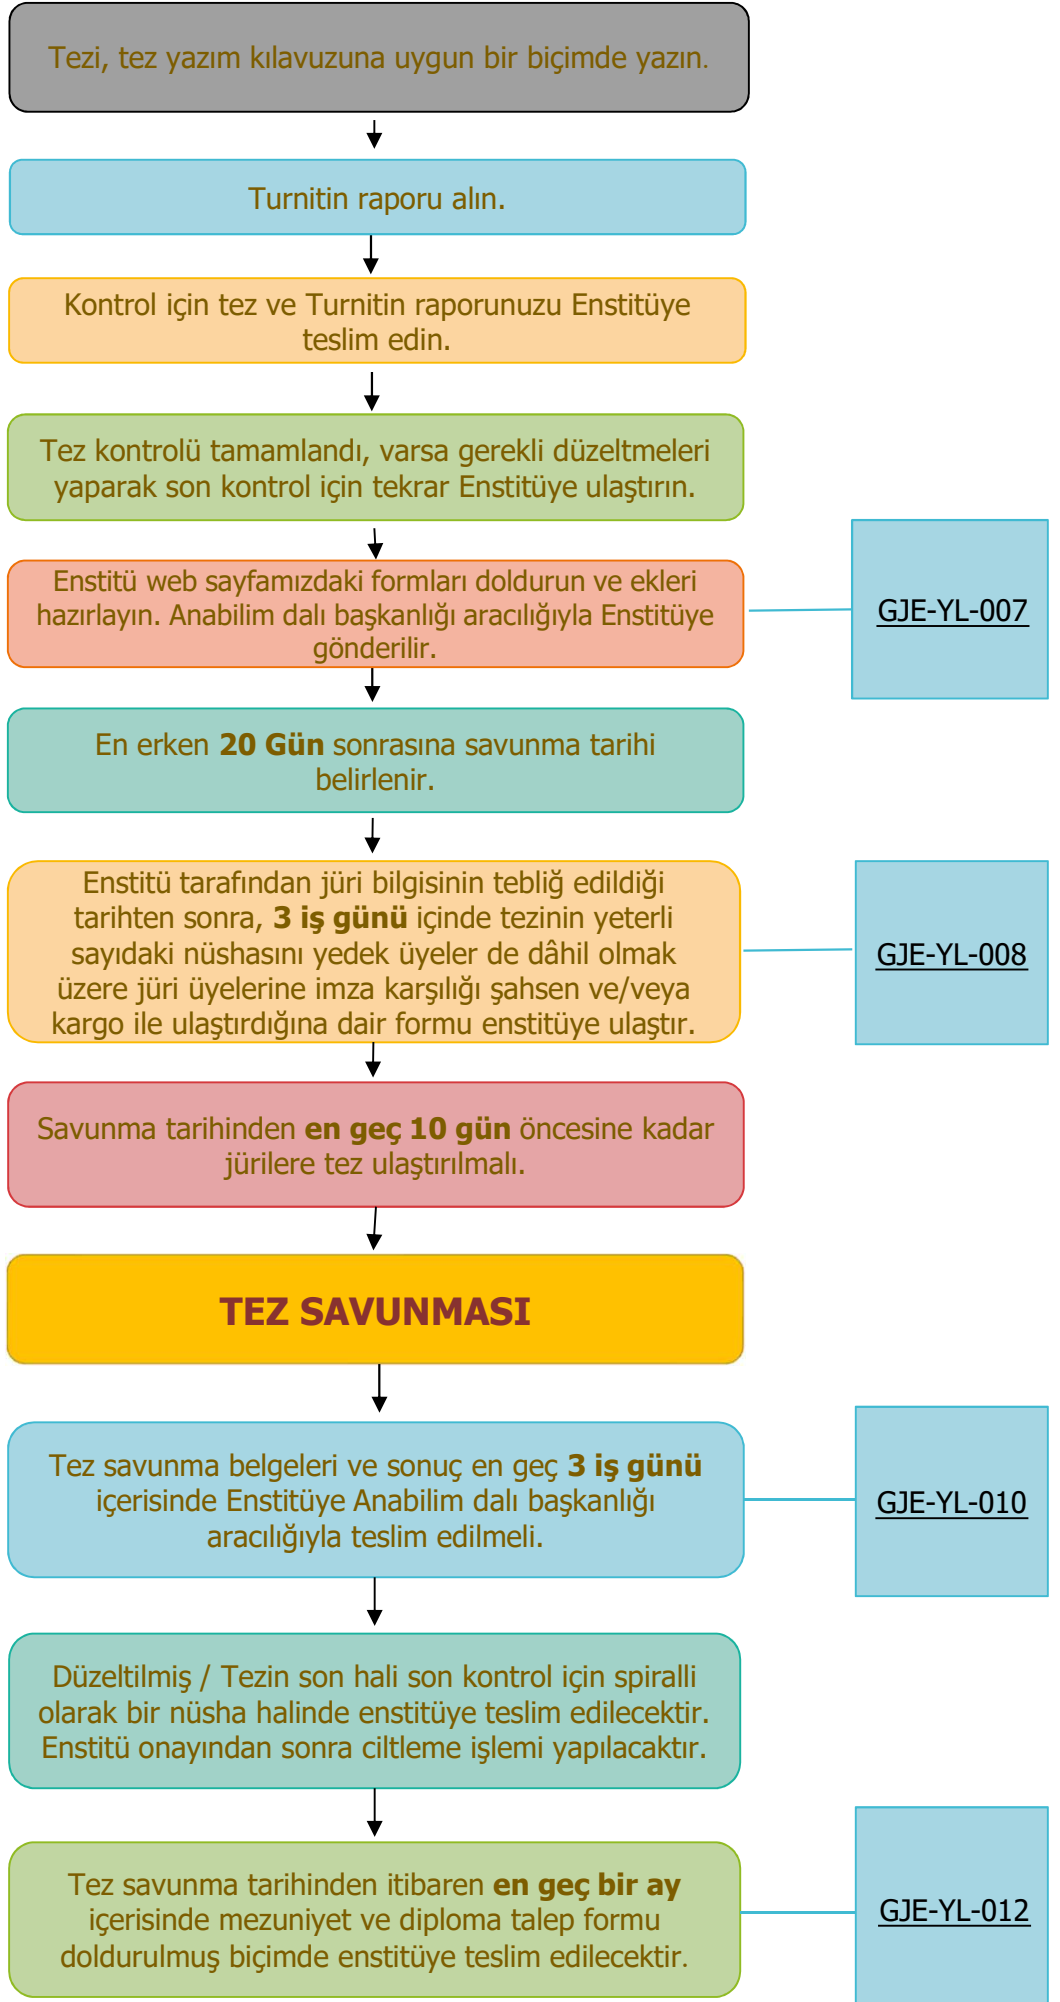 Tezi, tez yazım kılavuzuna uygun bir biçimde yazın.
Turnitin raporu alın.
Kontrol için tez ve Turnitin raporunuzu Enstitüye
teslim edin.
Tez kontrolü tamamlandı, varsa gerekli düzeltmeleri
yaparak son kontrol için tekrar Enstitüye ulaştırın.
Enstitü web sayfamızdaki formları doldurun ve ekleri
hazırlayın. Anabilim dalı başkanlığı aracılığıyla Enstitüye
gönderilir.
GJE-YL-007
En erken 20 Gün sonrasına savunma tarihi
belirlenir.
Enstitü tarafından jüri bilgisinin tebliğ edildiği
tarihten sonra, 3 iş günü içinde tezinin yeterli
sayıdaki nüshasını yedek üyeler de dâhil olmak
üzere jüri üyelerine imza karşılığı şahsen ve/veya
kargo ile ulaştırdığına dair formu enstitüye ulaştır.
GJE-YL-008
Savunma tarihinden en geç 10 gün öncesine kadar
jürilere tez ulaştırılmalı.
TEZ SAVUNMASI
Tez savunma belgeleri ve sonuç en geç 3 iş günü
içerisinde Enstitüye Anabilim dalı başkanlığı
aracılığıyla teslim edilmeli.
GJE-YL-010
Düzeltilmiş / Tezin son hali son kontrol için spiralli
olarak bir nüsha halinde enstitüye teslim edilecektir.
Enstitü onayından sonra ciltleme işlemi yapılacaktır.
Tez savunma tarihinden itibaren en geç bir ay
içerisinde mezuniyet ve diploma talep formu
doldurulmuş biçimde enstitüye teslim edilecektir.
GJE-YL-012